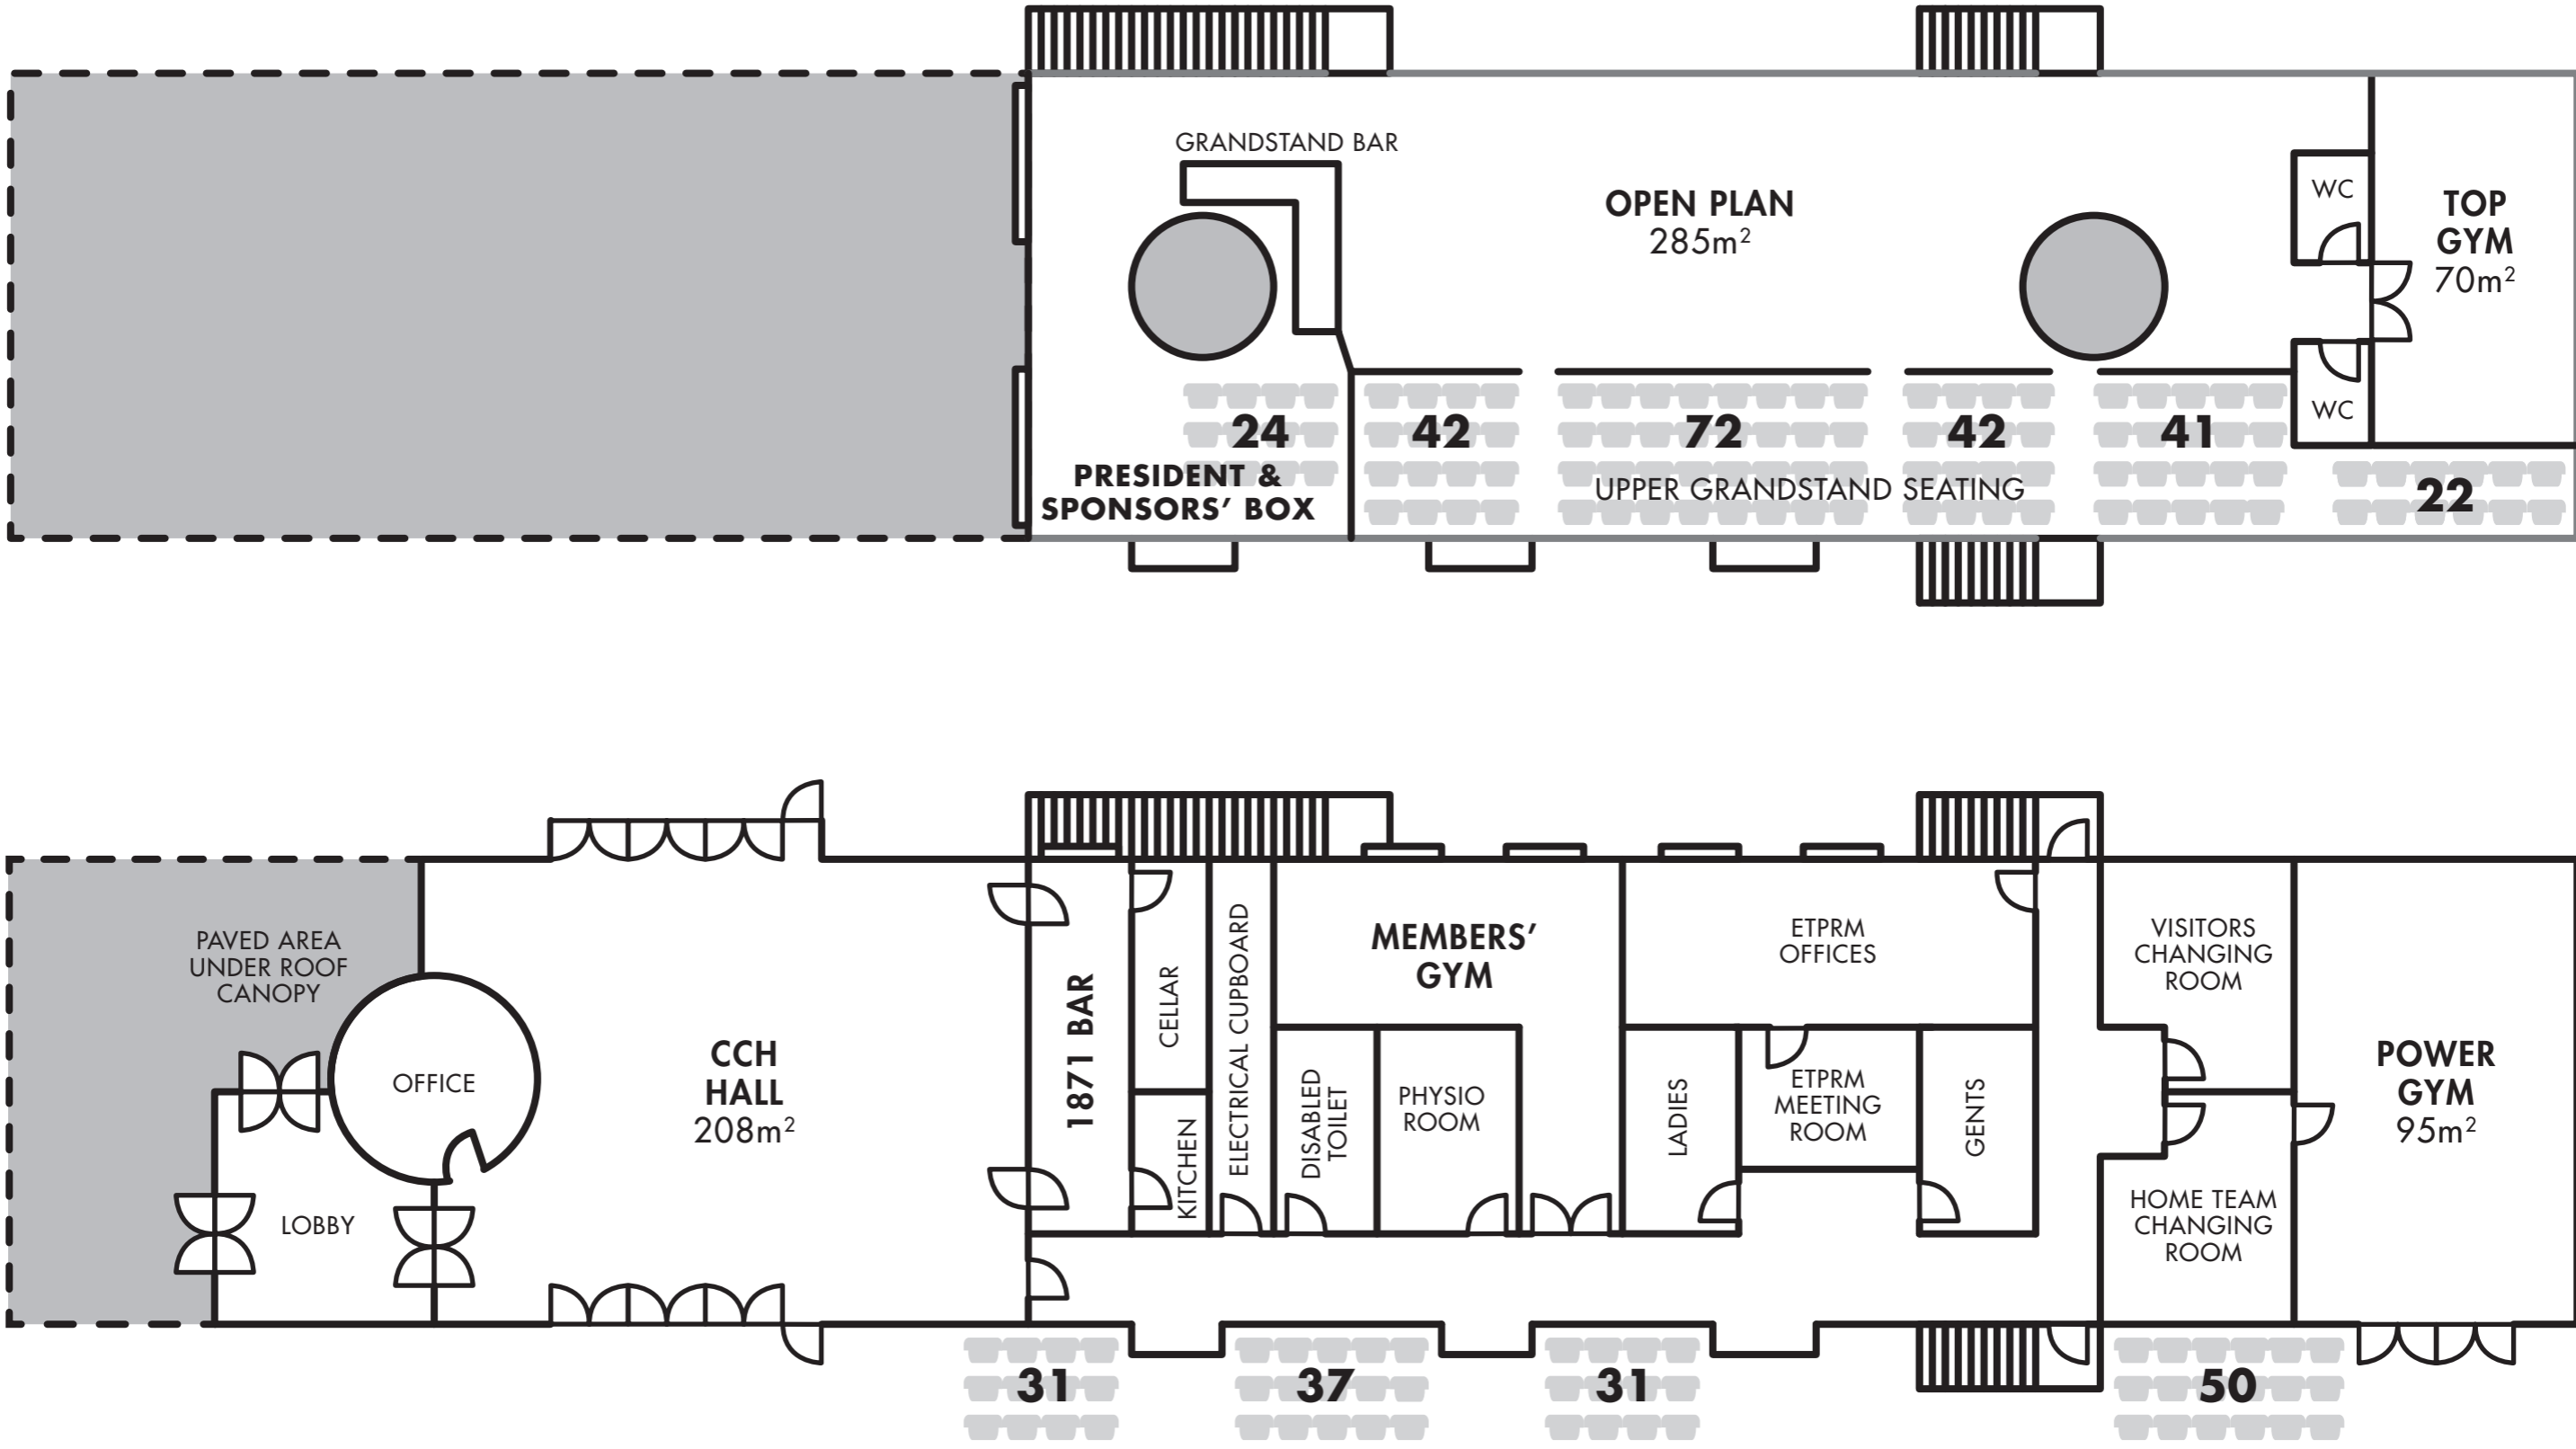 GRANDSTAND BAR
OPEN PLAN
285m²
WC
TOP
GYM
70m²
24
42
72
42
41
WC
PRESIDENT &
SPONSORS’ BOX
UPPER GRANDSTAND SEATING
22
PAVED AREA
UNDER ROOF
CANOPY
OFFICE
LOBBY
CCH
HALL
208m²
1871 BAR
CELLAR
KITCHEN
ELECTRICAL CUPBOARD
MEMBERS’
GYM
DISABLED
TOILET
PHYSIO
ROOM
ETPRM
OFFICES
LADIES
ETPRM
MEETING
ROOM
GENTS
VISITORS
CHANGING
ROOM
HOME TEAM
CHANGING
ROOM
POWER
GYM
95m²
31
37
31
50